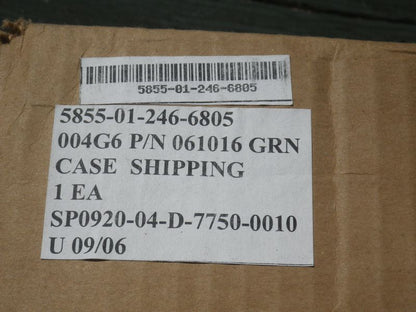 5855-01-246-6805
5855-01-246-6805
004G6 P/N 061016 GRN
CASE SHIPPING
1 EA
SP0920-04-D-7750-0010
U 09/06